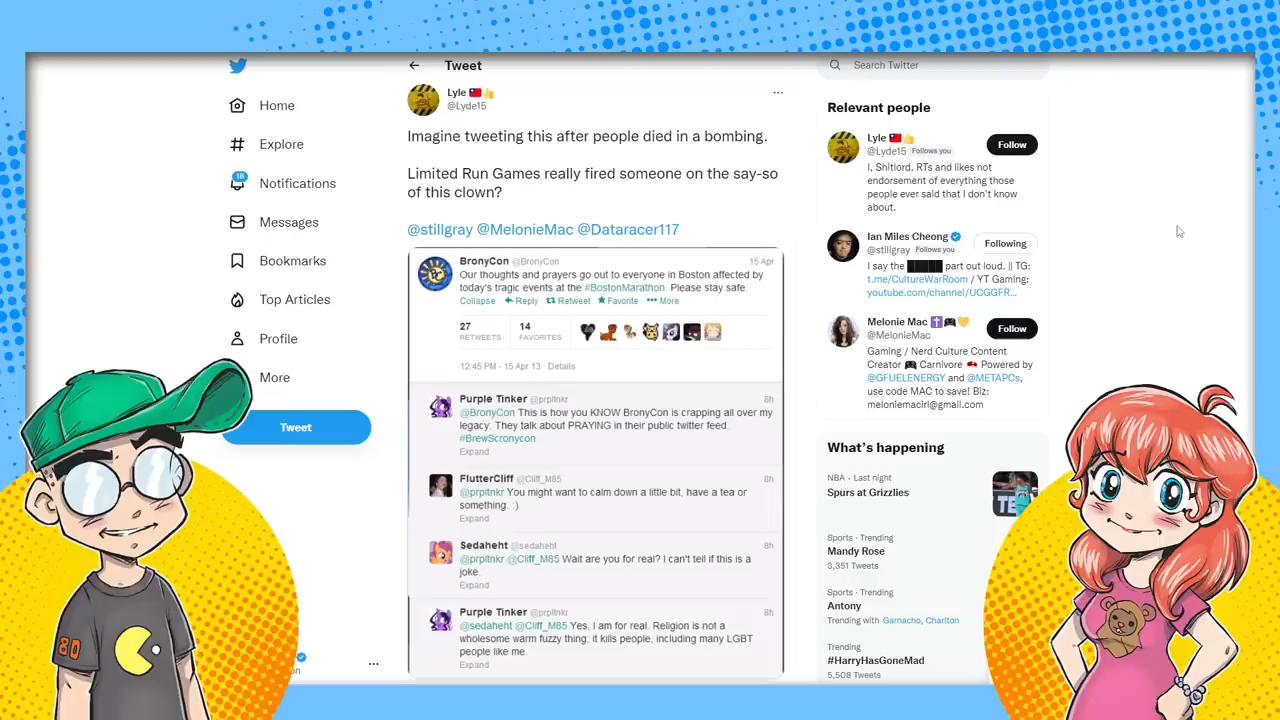 Home
Explore
18
Notifications
Messages
Bookmarks
Top Articles
Profile
More
Tweet
Tweet
Lyle
@Lyde15
Imagine tweeting this after people died in a bombing.
Limited Run Games really fired someone on the say-so
of this clown?
@stillgray @MelonieMac @Dataracer117
BronyCon @BronyCon 15 Apr
Our thoughts and prayers go out to everyone in Boston affected by
today's tragic events at the #BostonMarathon. Please stay safe.
Collapse Reply Retweet Favorite More
27 14
RETWEETS FAVORITES
12:45 PM - 15 Apr 13 · Details
Purple Tinker @prpltnkr 8h
@BronyCon This is how you KNOW BronyCon is crapping all over my
legacy. They talk about PRAYING in their public twitter feed.
#BrewScronycon
Expand
FlutterCliff @Cliff_M85 8h
@prpltnkr You might want to calm down a little bit, have a tea or
something. :)
Expand
Sedaheht @sedaheht 8h
@prpltnkr @Cliff_M85 Wait are you for real? I can't tell if this is a
joke.
Expand
Purple Tinker @prpltnkr 8h
@sedaheht @Cliff_M85 Yes, I am for real. Religion is not a
wholesome warm fuzzy thing; it kills people, including many LGBT
people like me.
Expand
Search Twitter
Relevant people
Lyle
@Lyde15 Follows you
Follow
I, Sh!tlord. RTs and likes not
endorsement of everything those
people ever said that I don't know
about.
Ian Miles Cheong
@stillgray Follows you
Following
I say the part out loud. || TG:
t.me/CultureWarRoom / YT Gaming:
youtube.com/channel/UCGGFR...
Melonie Mac
@MelonieMac
Follow
Gaming / Nerd Culture Content
Creator Carnivore Powered by
@GFUELENERGY and @METAPCs,
use code MAC to save! Biz:
meloniemacirl@gmail.com
What's happening
NBA · Last night
Spurs at Grizzlies
Sports · Trending
Mandy Rose
3,351 Tweets
Sports · Trending
Antony
Trending with Garnacho, Charlton
Trending
#HarryHasGoneMad
5,508 Tweets
80
on